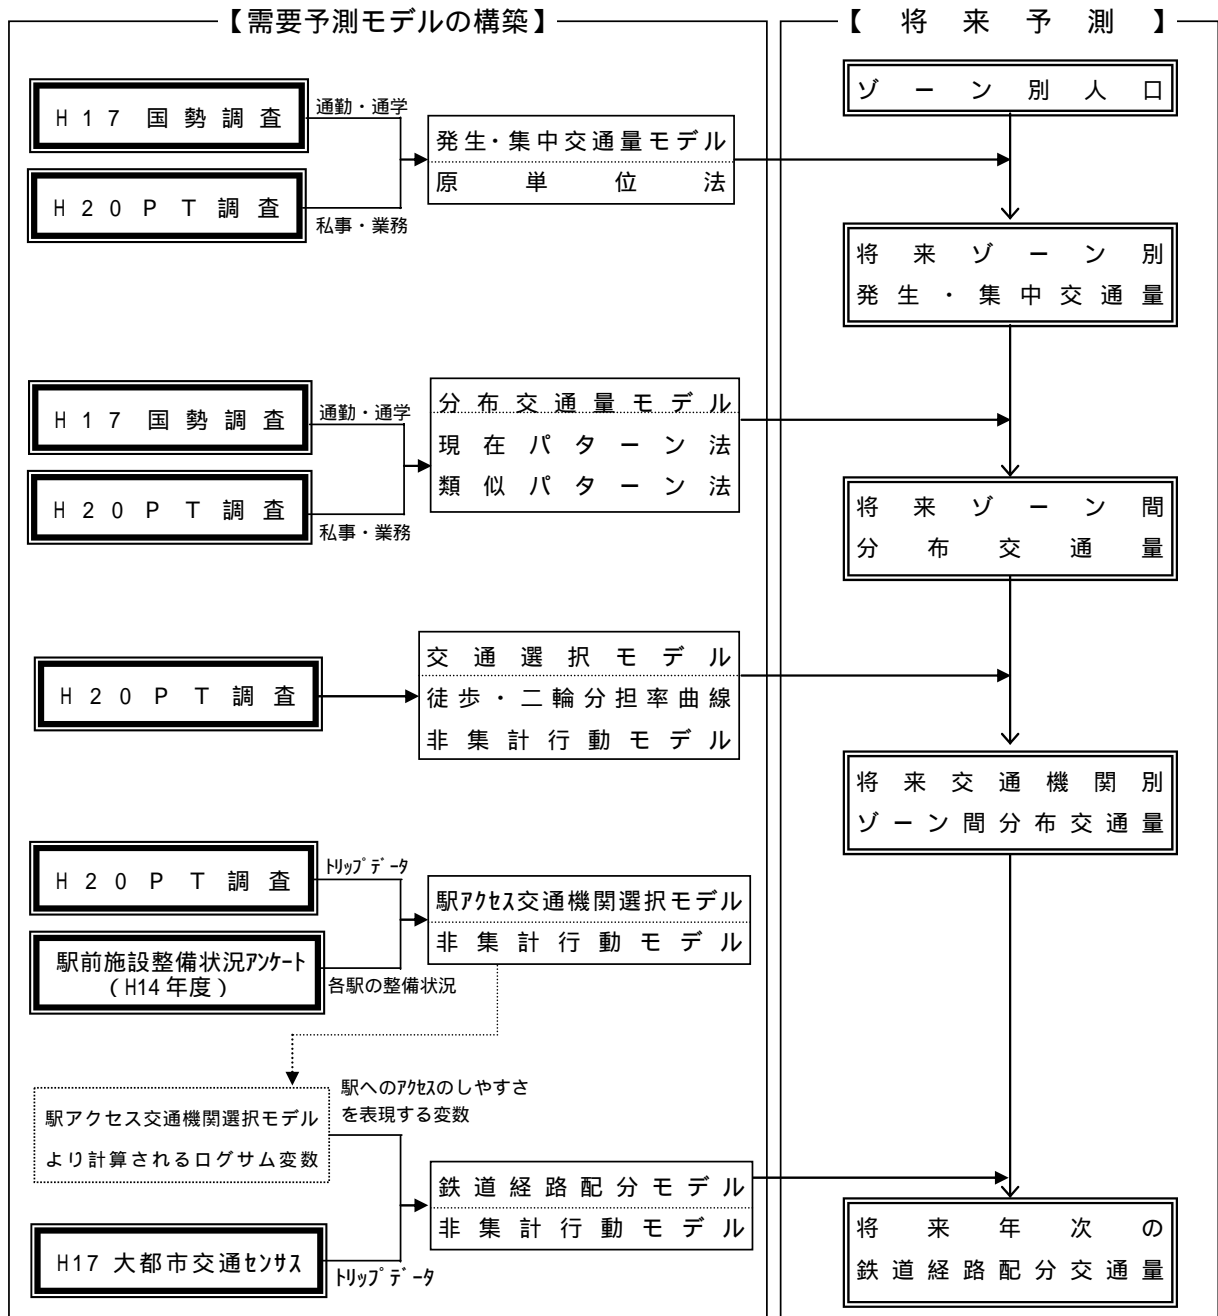 【需要予測モデルの構築】
【 将 来 予 測 】
H17 国勢調査
通勤・通学
H20PT調査
私事・業務
発生・集中交通量モデル
原単位法
ゾーン別人口
将来ゾーン別
発生・集中交通量
H17 国勢調査
通勤・通学
H20PT調査
私事・業務
分布交通量モデル
現在パターン法
類似パターン法
将来ゾーン間
分布交通量
H20PT調査
交通選択モデル
徒歩・二輪分担率曲線
非集計行動モデル
将来交通機関別
ゾーン間分布交通量
H20PT調査
ﾄﾘｯﾌﾟﾃﾞｰﾀ
駅前施設整備状況ｱﾝｹｰﾄ
(H14年度)
各駅の整備状況
駅ｱｸｾｽ交通機関選択モデル
非集計行動モデル
駅へのｱｸｾｽのしやすさ
を表現する変数
駅アクセス交通機関選択モデル
より計算されるログサム変数
H17 大都市交通ｾﾝｻｽ
ﾄﾘｯﾌﾟﾃﾞｰﾀ
鉄道経路配分モデル
非集計行動モデル
将来年次の
鉄道経路配分交通量